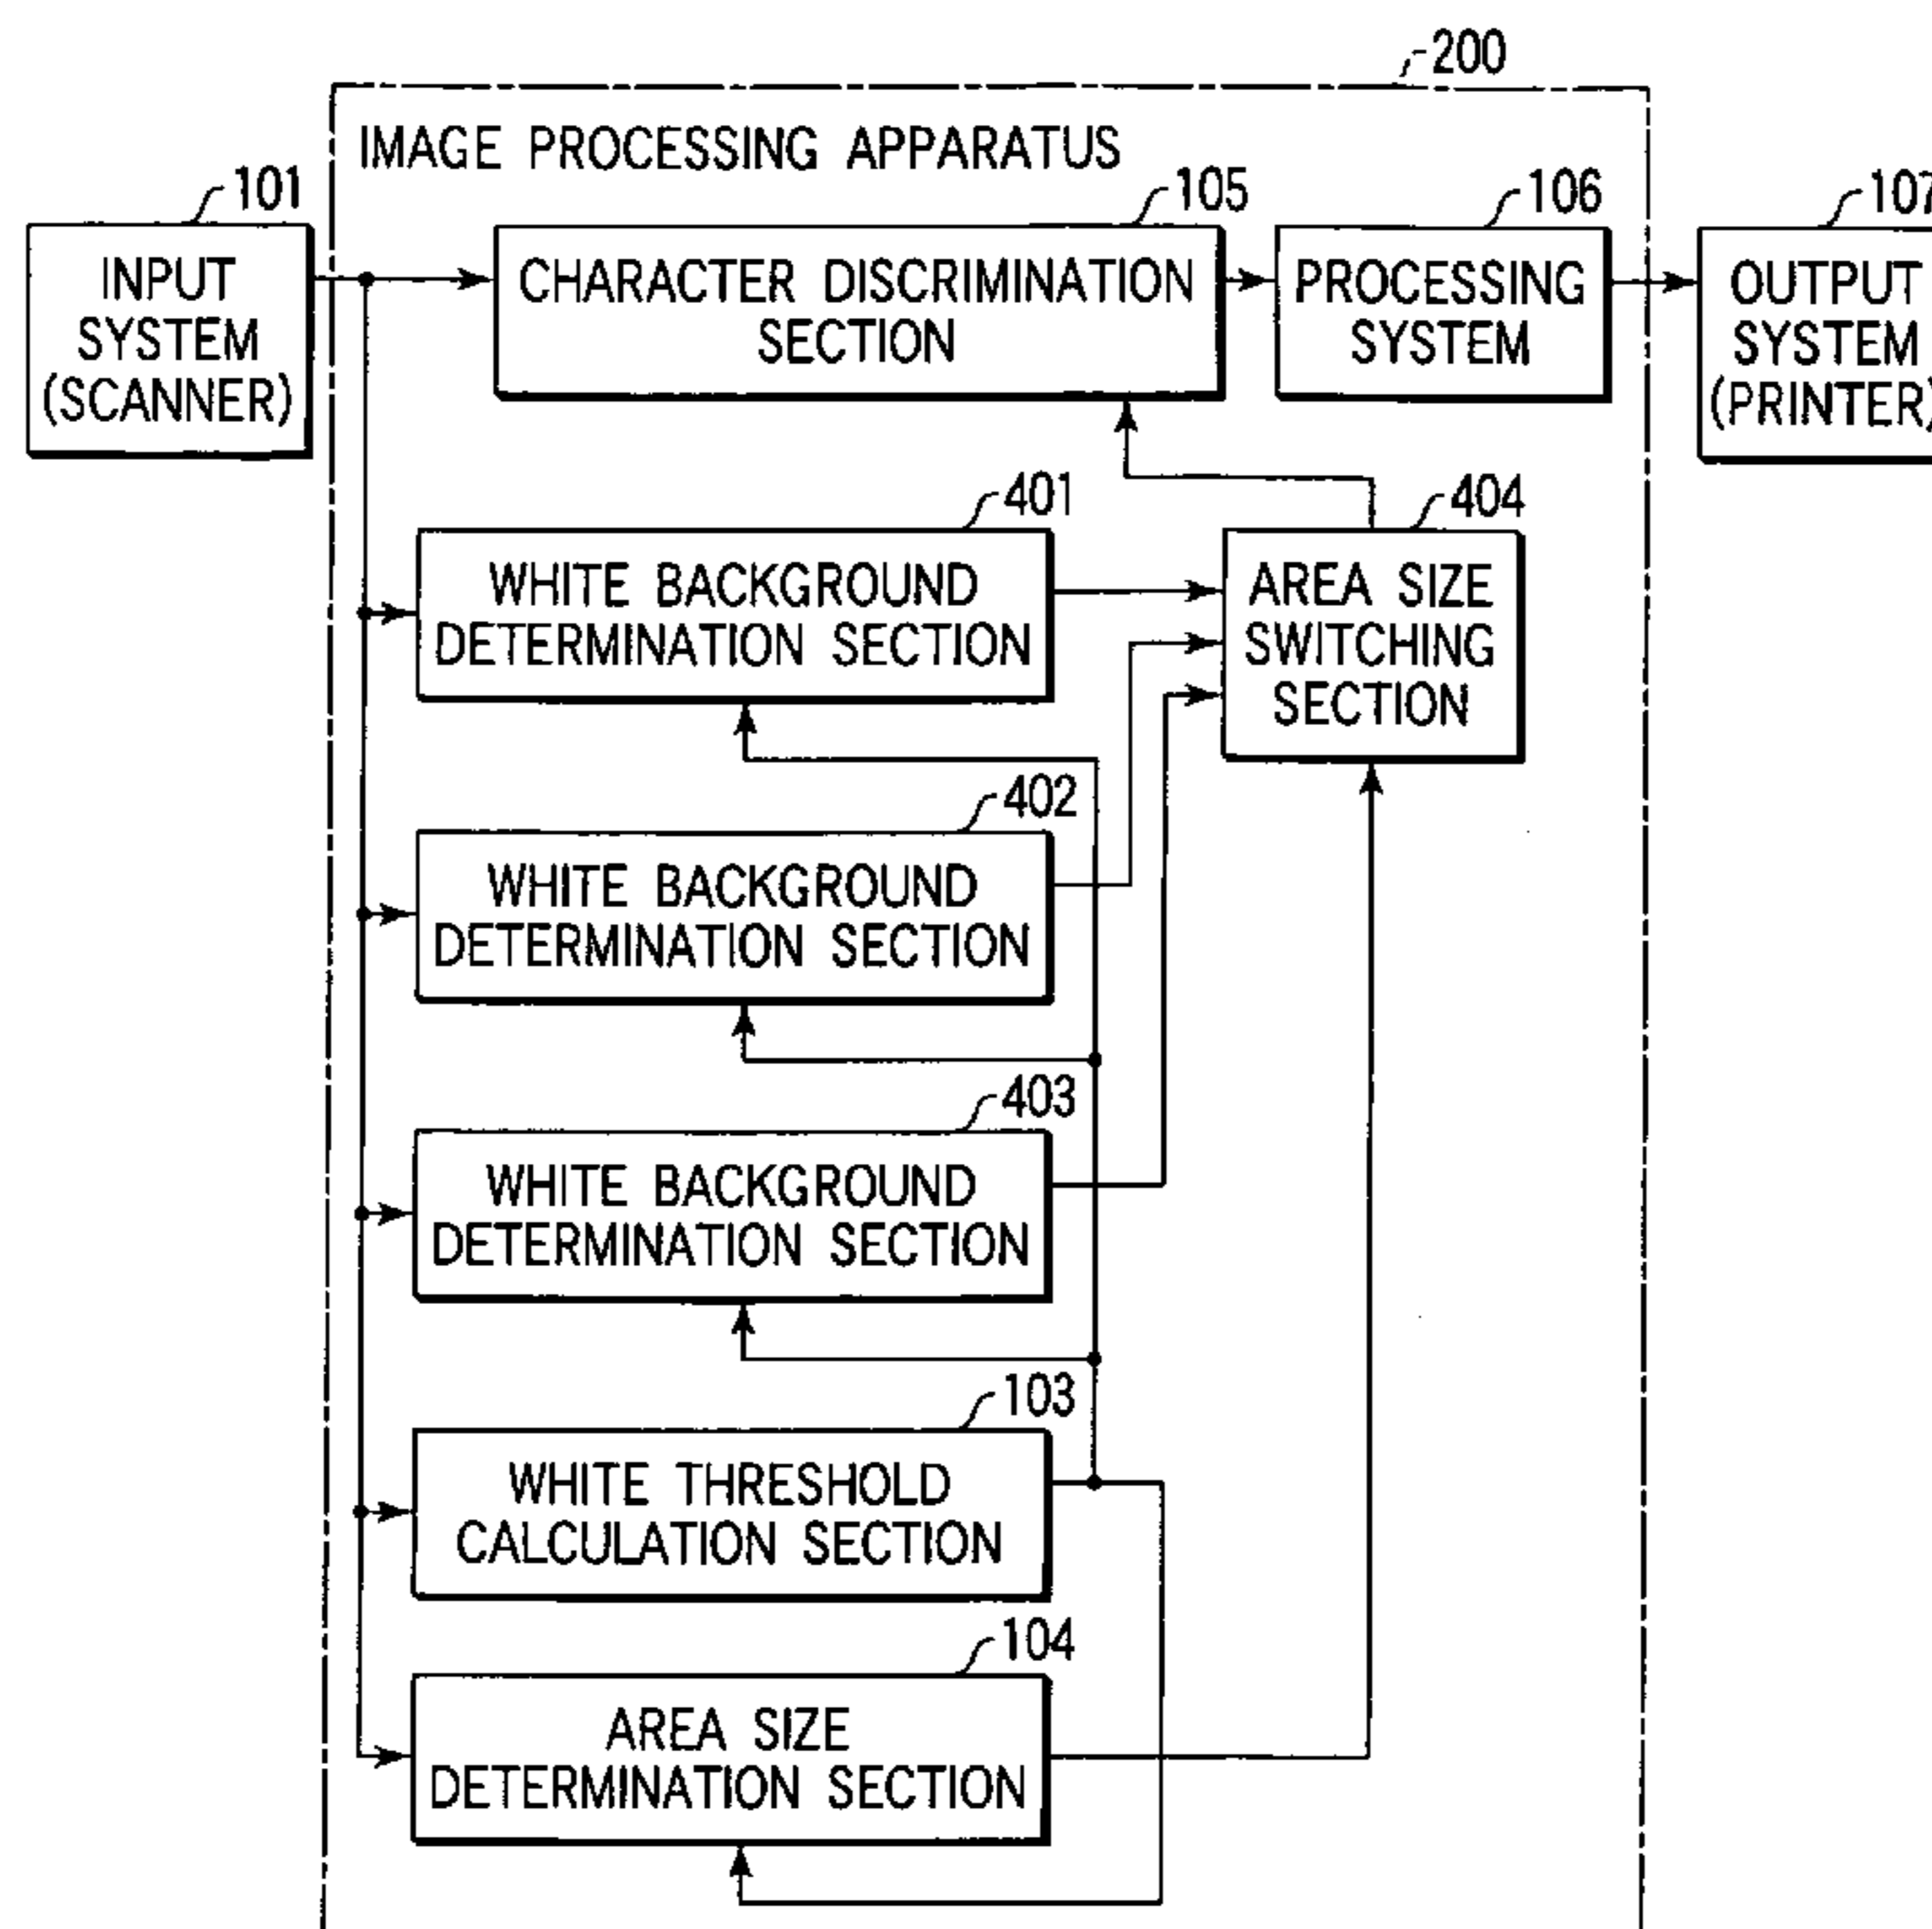 200
IMAGE PROCESSING APPARATUS
101
INPUT
SYSTEM
(SCANNER)
105
CHARACTER DISCRIMINATION
SECTION
106
PROCESSING
SYSTEM
107
OUTPUT
SYSTEM
(PRINTER)
401
WHITE BACKGROUND
DETERMINATION SECTION
404
AREA SIZE
SWITCHING
SECTION
402
WHITE BACKGROUND
DETERMINATION SECTION
403
WHITE BACKGROUND
DETERMINATION SECTION
103
WHITE THRESHOLD
CALCULATION SECTION
104
AREA SIZE
DETERMINATION SECTION